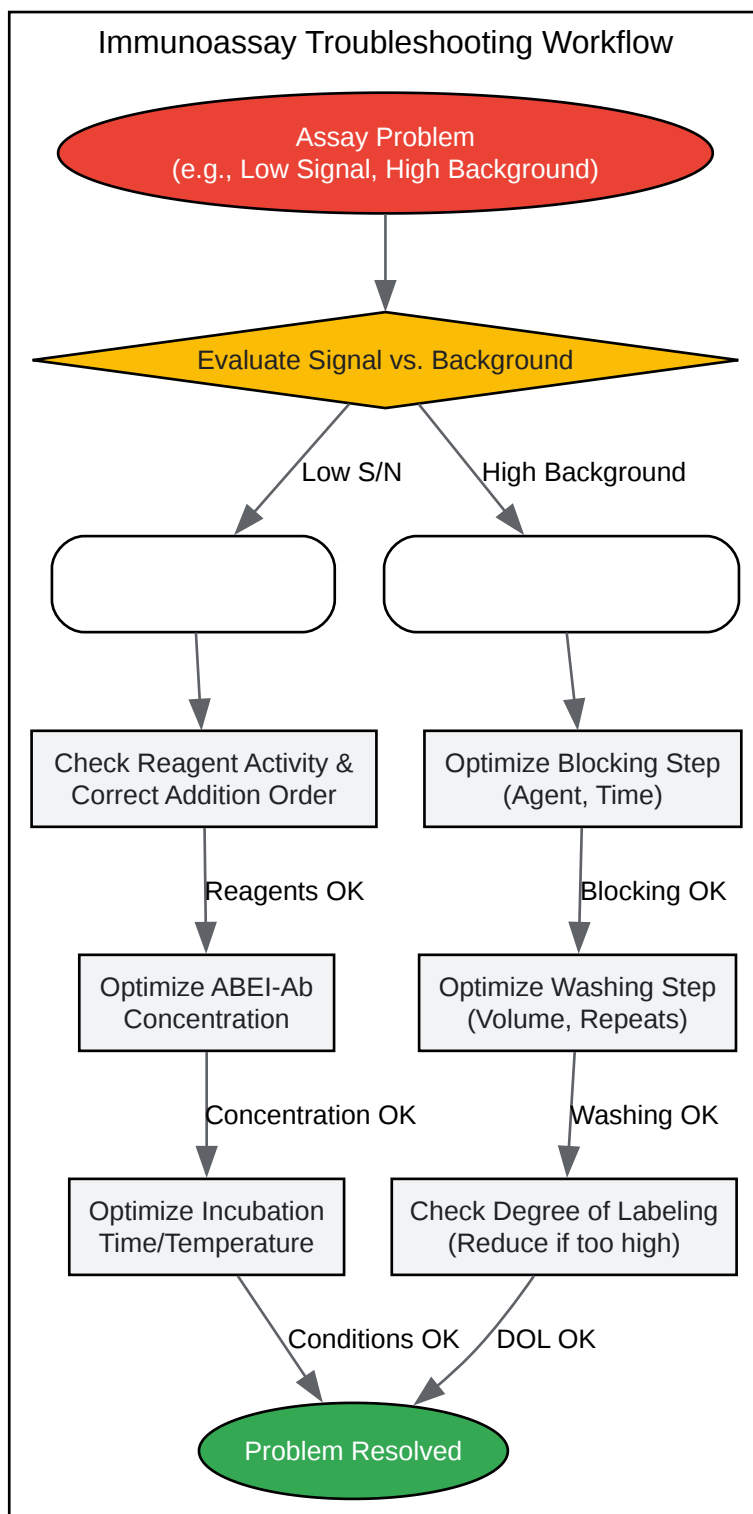 Immunoassay Troubleshooting Workflow
Assay Problem
(e.g., Low Signal, High Background)
Evaluate Signal vs. Background
Low S/N
High Background
Check Reagent Activity &
Correct Addition Order
Optimize Blocking Step
(Agent, Time)
Reagents OK
Blocking OK
Optimize ABEI-Ab
Concentration
Optimize Washing Step
(Volume, Repeats)
Concentration OK
Washing OK
Optimize Incubation
Time/Temperature
Check Degree of Labeling
(Reduce if too high)
Conditions OK
DOL OK
Problem Resolved